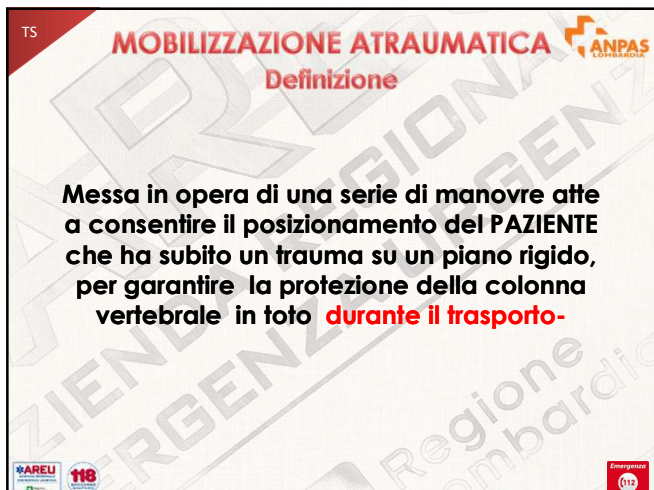 TS
MOBILIZZAZIONE ATRAUMATICA
ANPAS
LOMBARDIA
Definizione
Messa in opera di una serie di manovre atte
a consentire il posizionamento del PAZIENTE
che ha subito un trauma su un piano rigido,
per garantire la protezione della colonna
vertebrale in toto durante il trasporto-
AREU
118
Emergenza
112